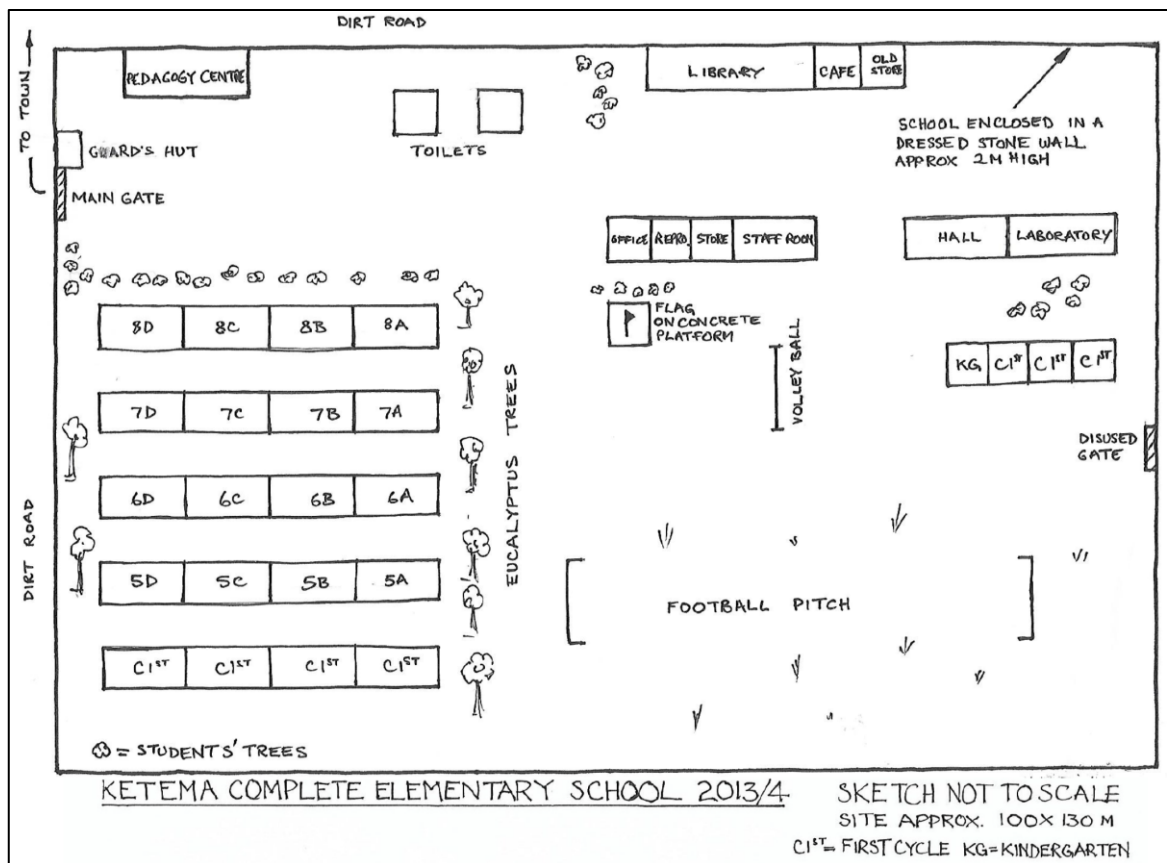 DIRT ROAD
TO TOWN
PEDAGOGY CENTRE
LIBRARY
CAFE
OLD
STORE
TOILETS
GUARD'S HUT
MAIN GATE
SCHOOL ENCLOSED IN A
DRESSED STONE WALL
APPROX 2M HIGH
OFFICE
REPRO.
STORE
STAFF ROOM
HALL
LABORATORY
FLAG
ON CONCRETE
PLATFORM
8D
8C
8B
8A
VOLLEY BALL
KG
C1ST
C1ST
C1ST
7D
7C
7B
7A
EUCALYPTUS TREES
DISUSED
GATE
6D
6C
6B
6A
DIRT ROAD
5D
5C
5B
5A
FOOTBALL PITCH
C1ST
C1ST
C1ST
C1ST
= STUDENTS' TREES
KETEMA COMPLETE ELEMENTARY SCHOOL 2013/4
SKETCH NOT TO SCALE
SITE APPROX. 100 X 130 M
C1ST = FIRST CYCLE KG = KINDERGARTEN